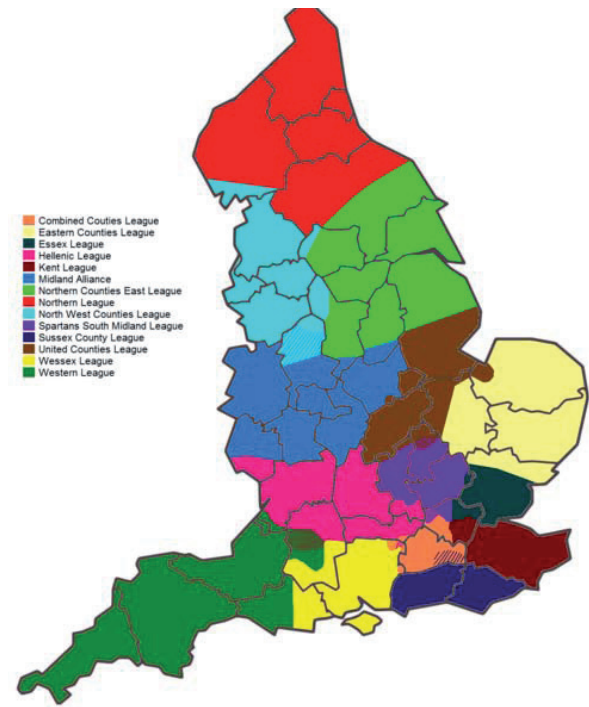 Combined Couties League
Eastern Counties League
Essex League
Hellenic League
Kent League
Midland Alliance
Northern Counties East League
Northern League
North West Counties League
Spartans South Midland League
Sussex County League
United Counties League
Wessex League
Western League